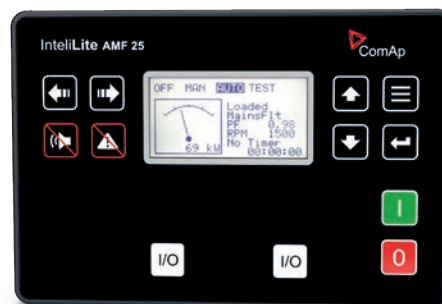 InteliLite AMF 25
ComAp
OFF MAN AUTO TEST
Loaded
MainsFlt
PF 0.98
RPM 1500
No Timer
00:00:00
69 kW
I
0
I/O I/O